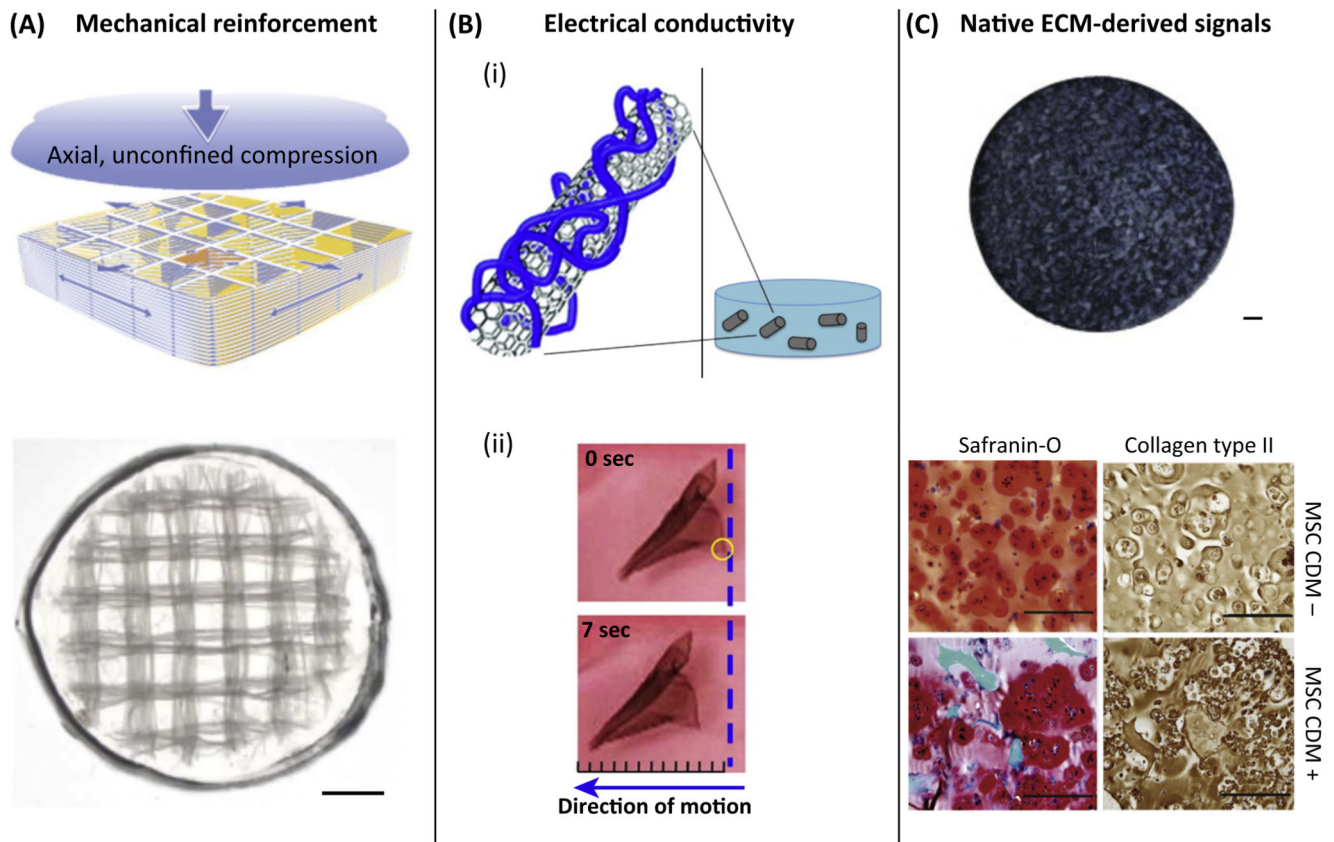 (A) Mechanical reinforcement
Axial, unconfined compression
(B) Electrical conductivity
(i)
(ii)
0 sec
7 sec
Direction of motion
(C) Native ECM-derived signals
Safranin-O
Collagen type II
MSC CDM –
MSC CDM +